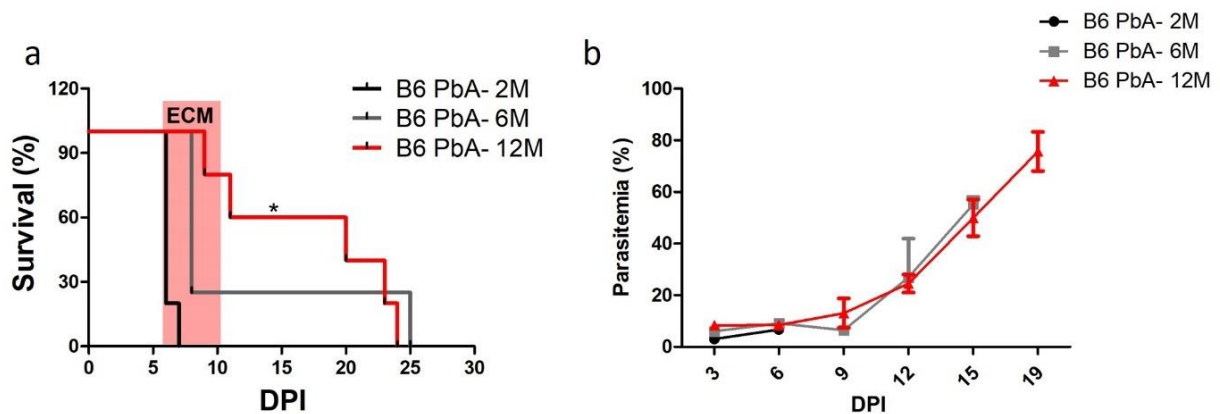 a
Survival (%)
120
90
60
30
0
ECM
*
B6 PbA- 2M
B6 PbA- 6M
B6 PbA- 12M
0 5 10 15 20 25 30
DPI
b
B6 PbA- 2M
B6 PbA- 6M
B6 PbA- 12M
Parasitemia (%)
100
80
60
40
20
0
3 6 9 12 15 19
DPI